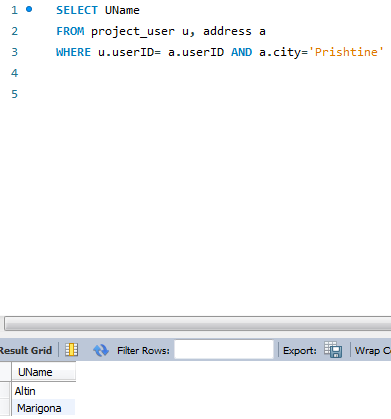 1 SELECT UName
2 FROM project_user u, address a
3 WHERE u.userID= a.userID AND a.city='Prishtine'
4
5
Result Grid Filter Rows: Export: Wrap C
UName
Altin
Marigona